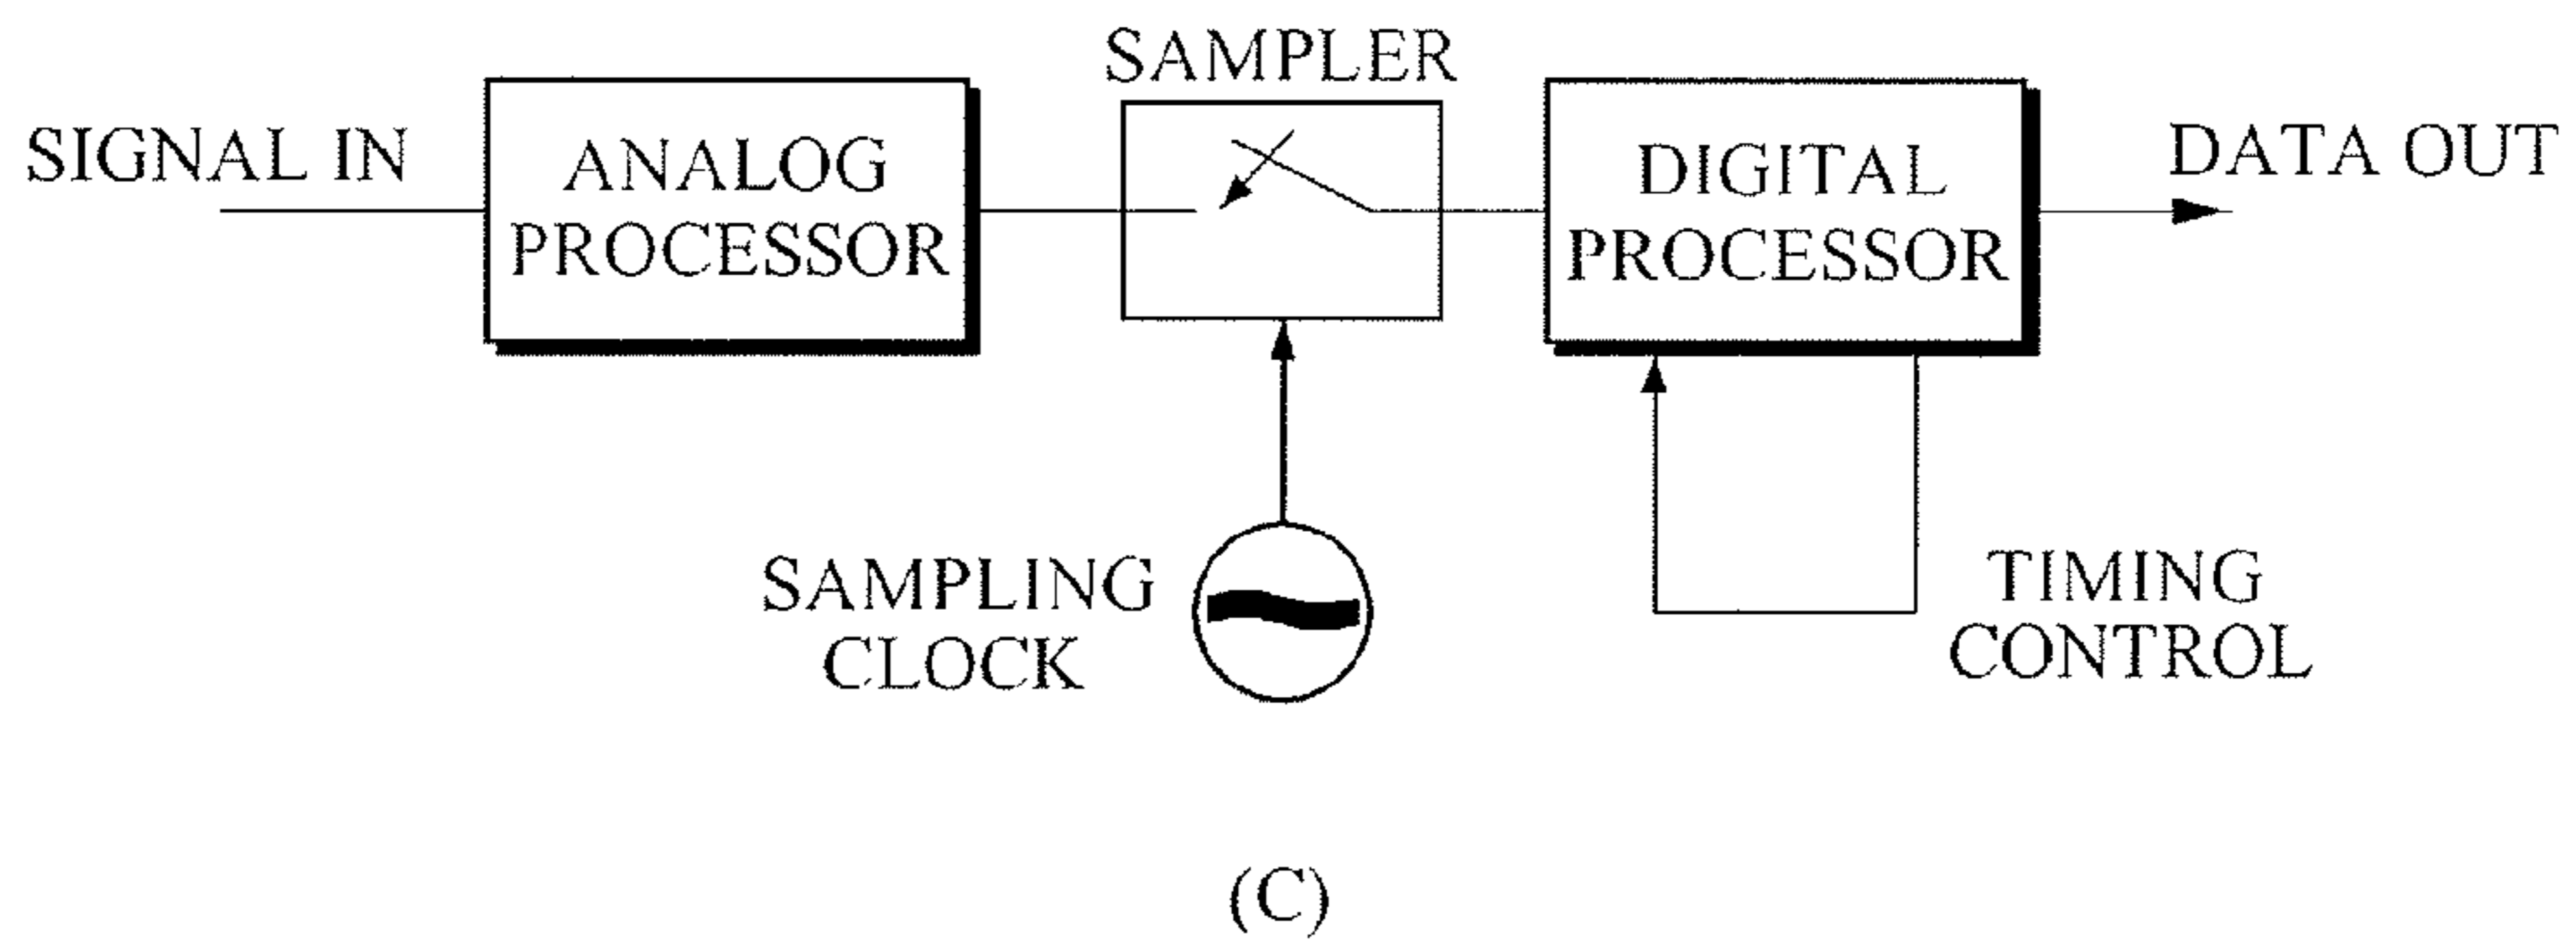 SAMPLER
SIGNAL IN
ANALOG
PROCESSOR
DIGITAL
PROCESSOR
DATA OUT
SAMPLING
CLOCK
TIMING
CONTROL
(C)